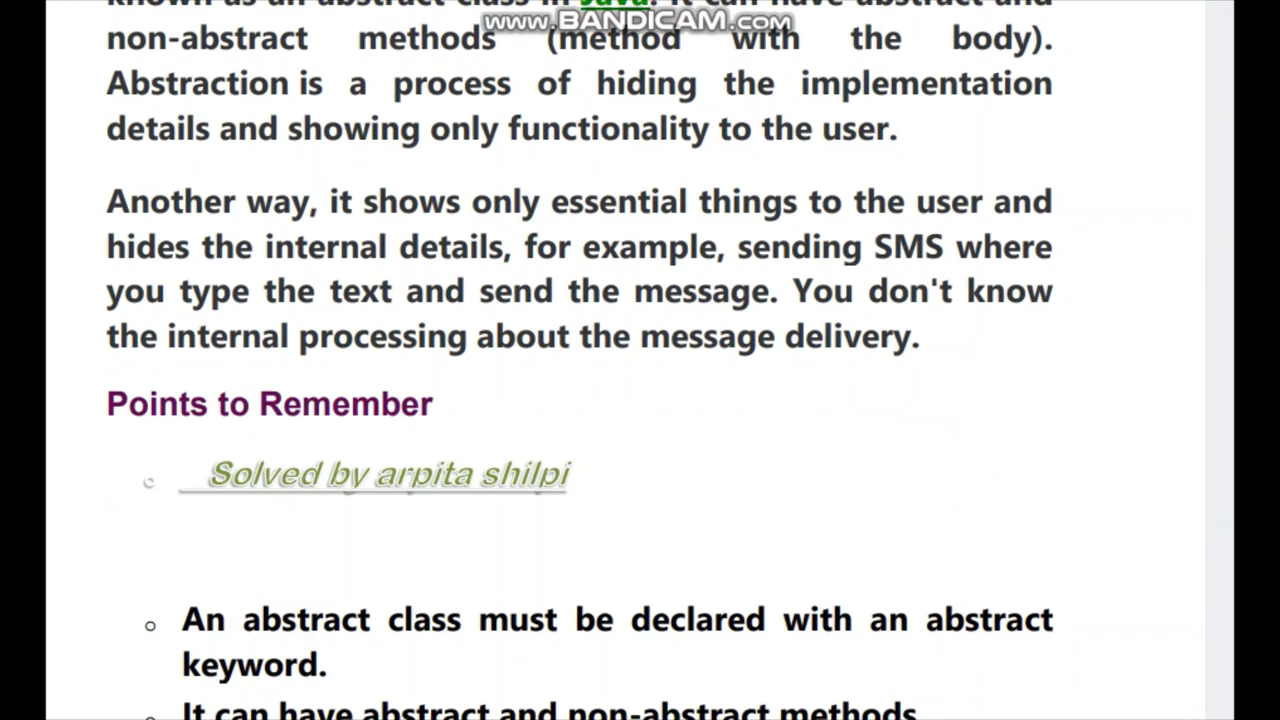 known as an abstract class in Java. It can have abstract and
www.BANDICAM.com
non-abstract methods (method with the body).
Abstraction is a process of hiding the implementation
details and showing only functionality to the user.
Another way, it shows only essential things to the user and
hides the internal details, for example, sending SMS where
you type the text and send the message. You don't know
the internal processing about the message delivery.
Points to Remember
Solved by arpita shilpi
An abstract class must be declared with an abstract
keyword.
It can have abstract and non-abstract methods